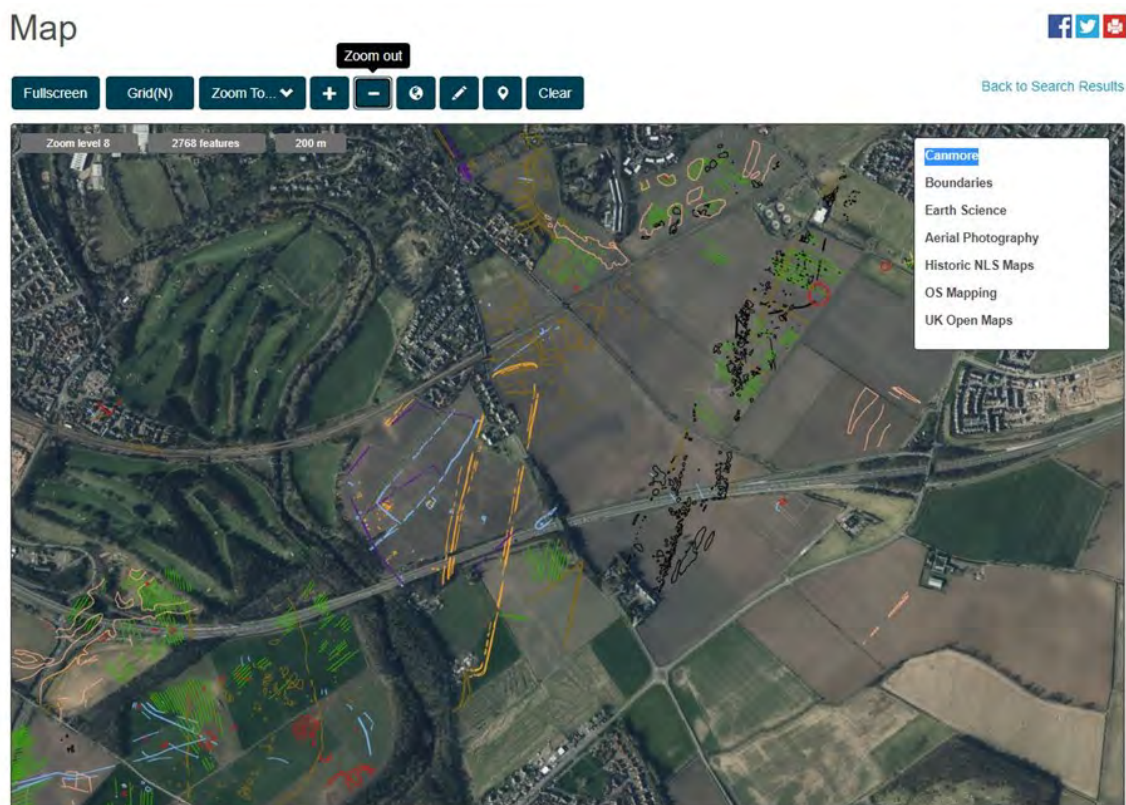 Map
Zoom out
Fullscreen
Grid(N)
Zoom To...
Clear
Back to Search Results
Zoom level 8
2768 features
200 m
Canmore
Boundaries
Earth Science
Aerial Photography
Historic NLS Maps
OS Mapping
UK Open Maps